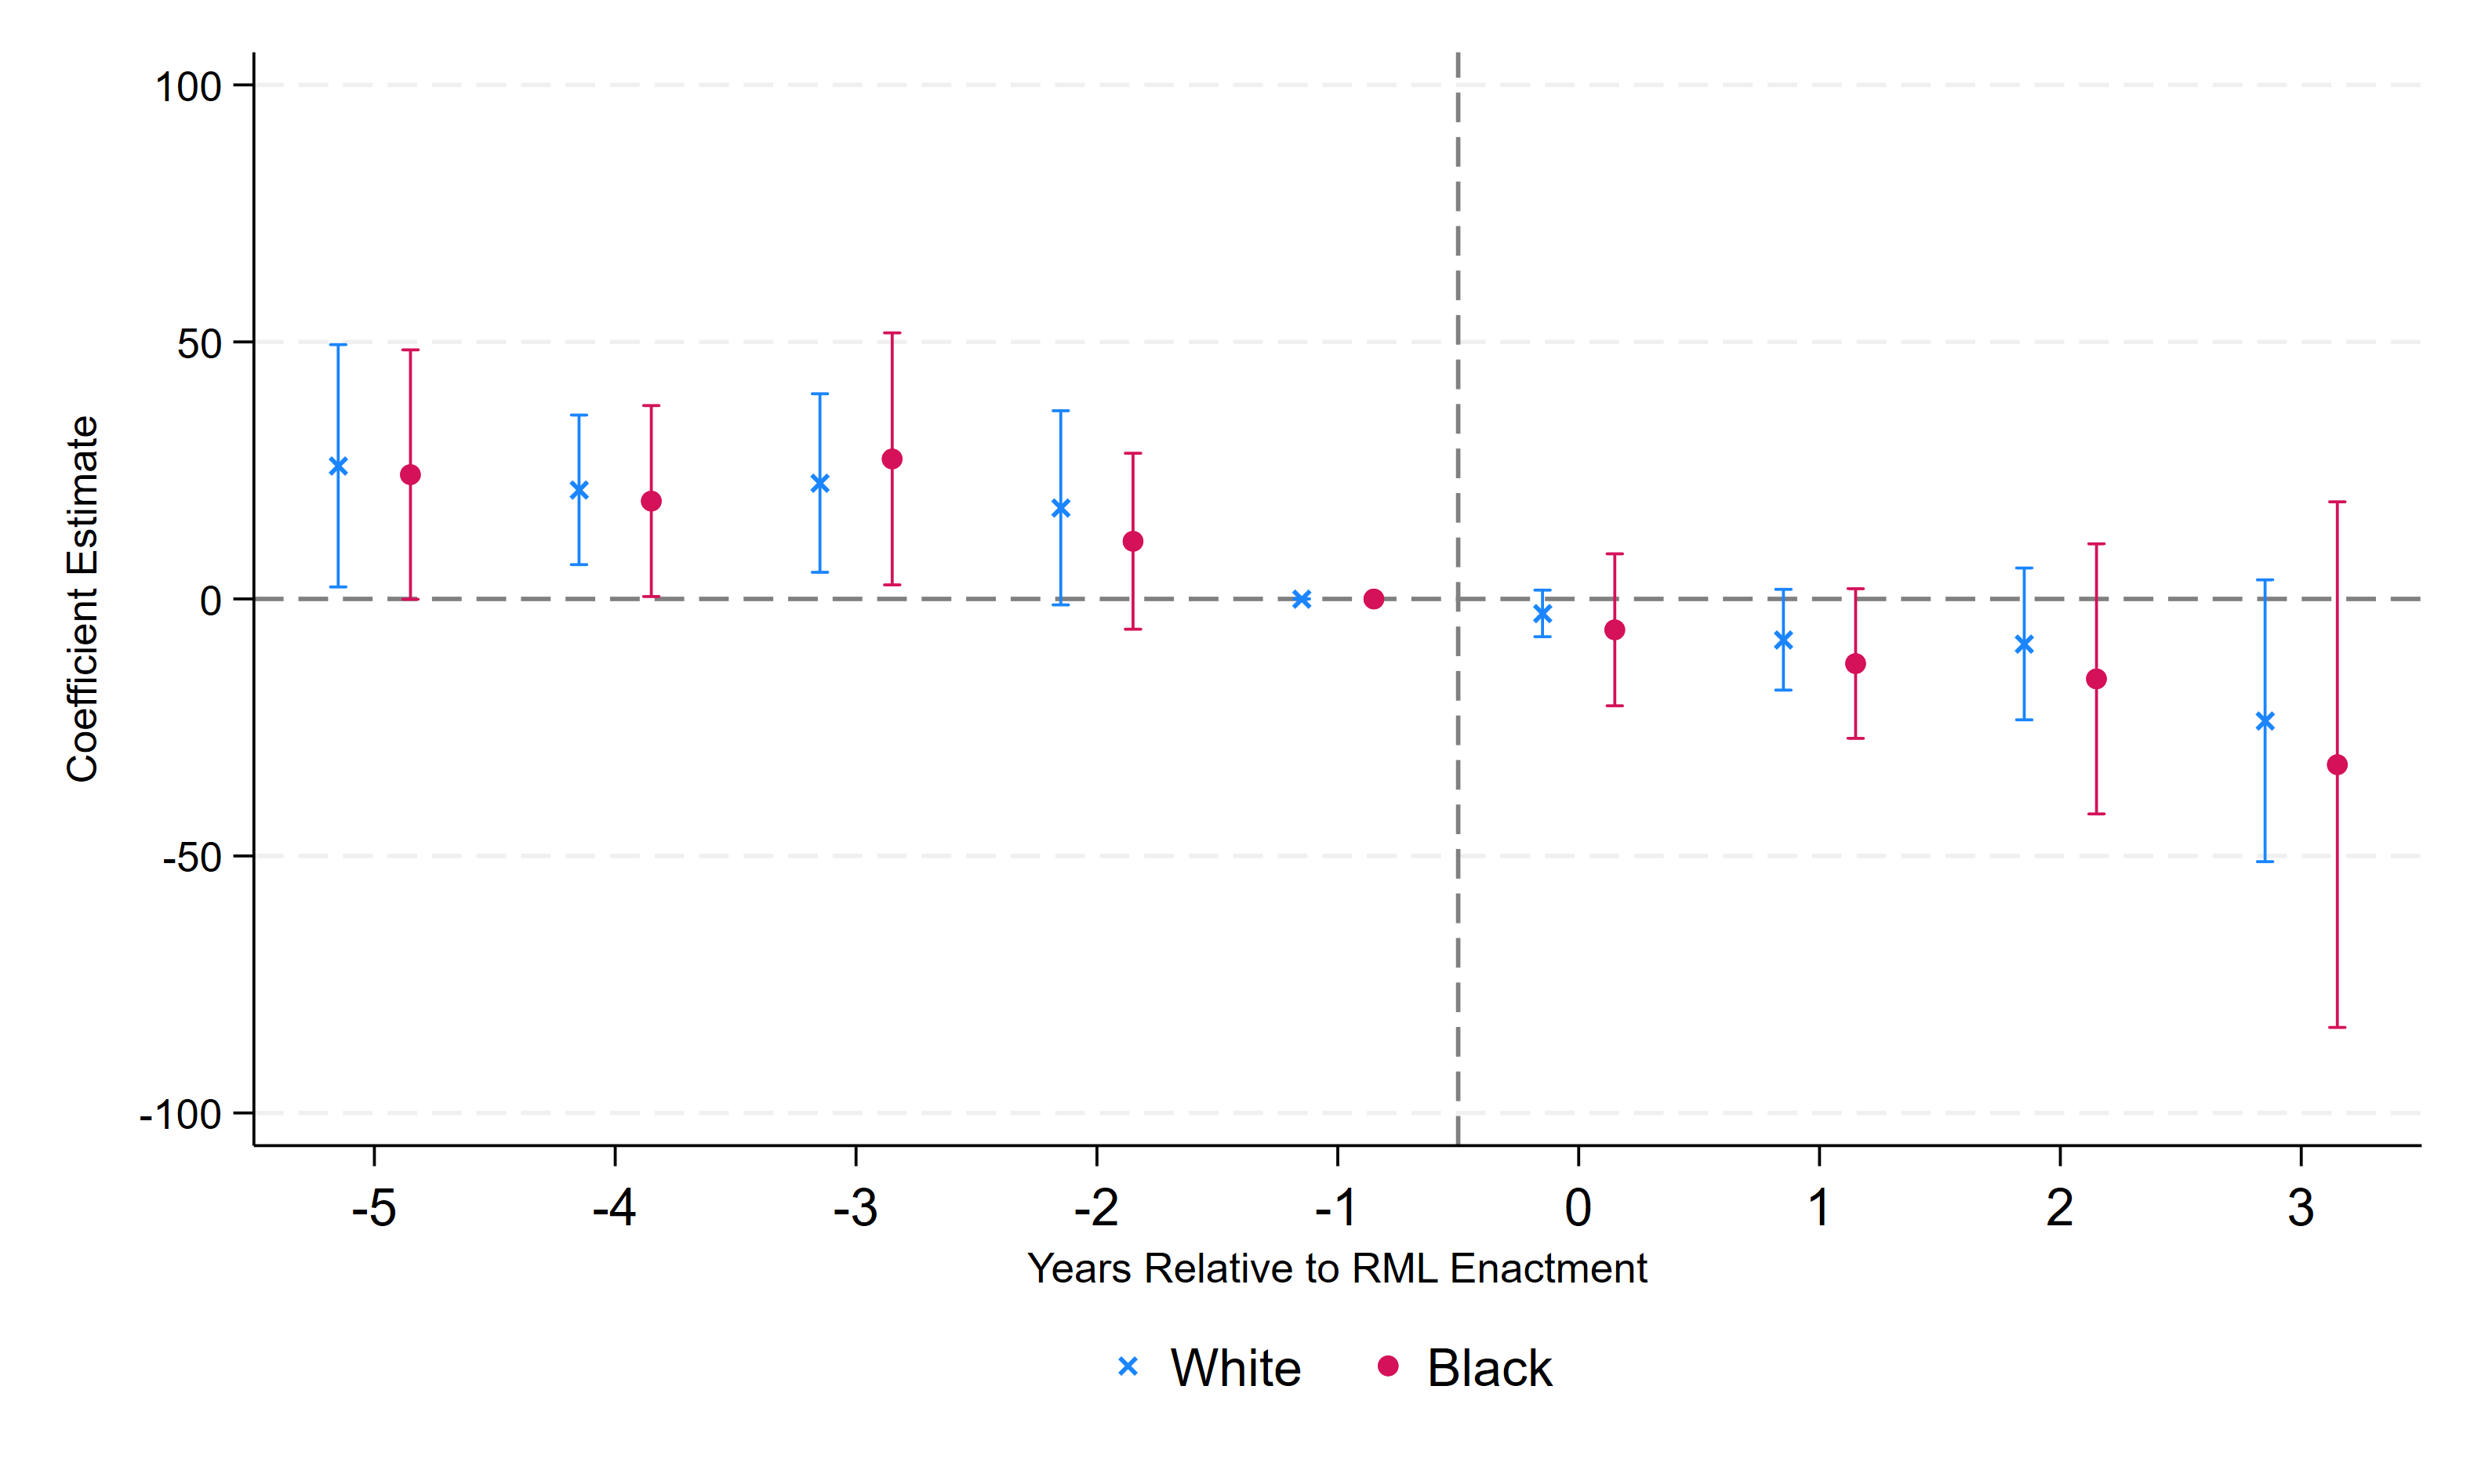 100
50
0
-50
-100
Coefficient Estimate
-5 -4 -3 -2 -1 0 1 2 3
Years Relative to RML Enactment
White Black